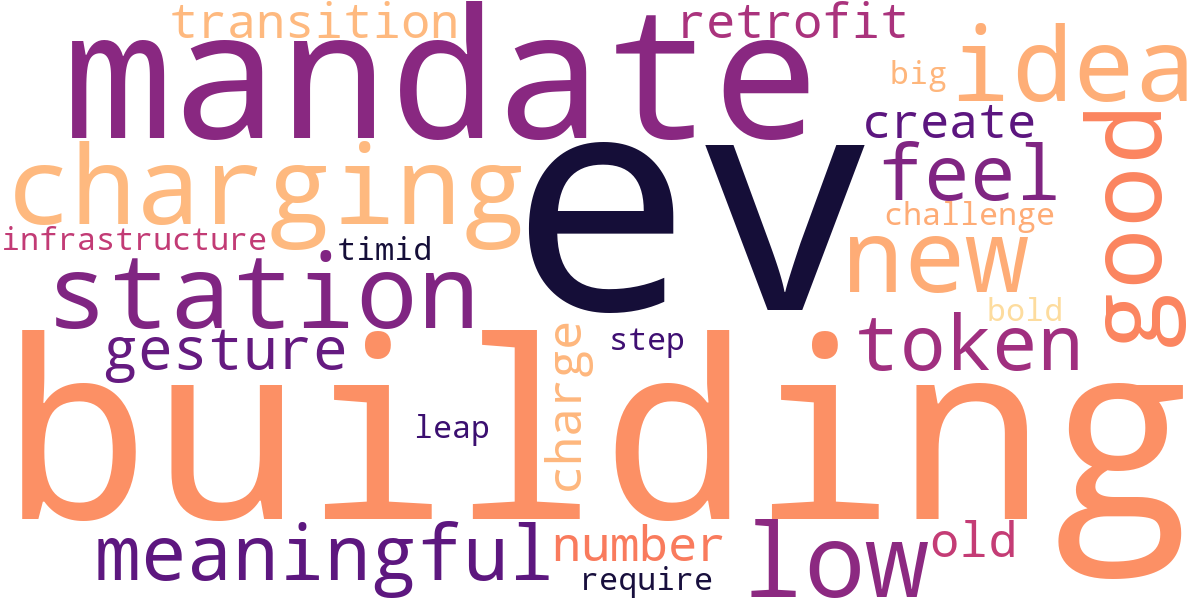 transition
retrofit
mandate
idea
big
create
good
charging
ev
feel
challenge
infrastructure
timid
new
station
bold
token
gesture
step
charge
building
leap
meaningful
number
low
old
require